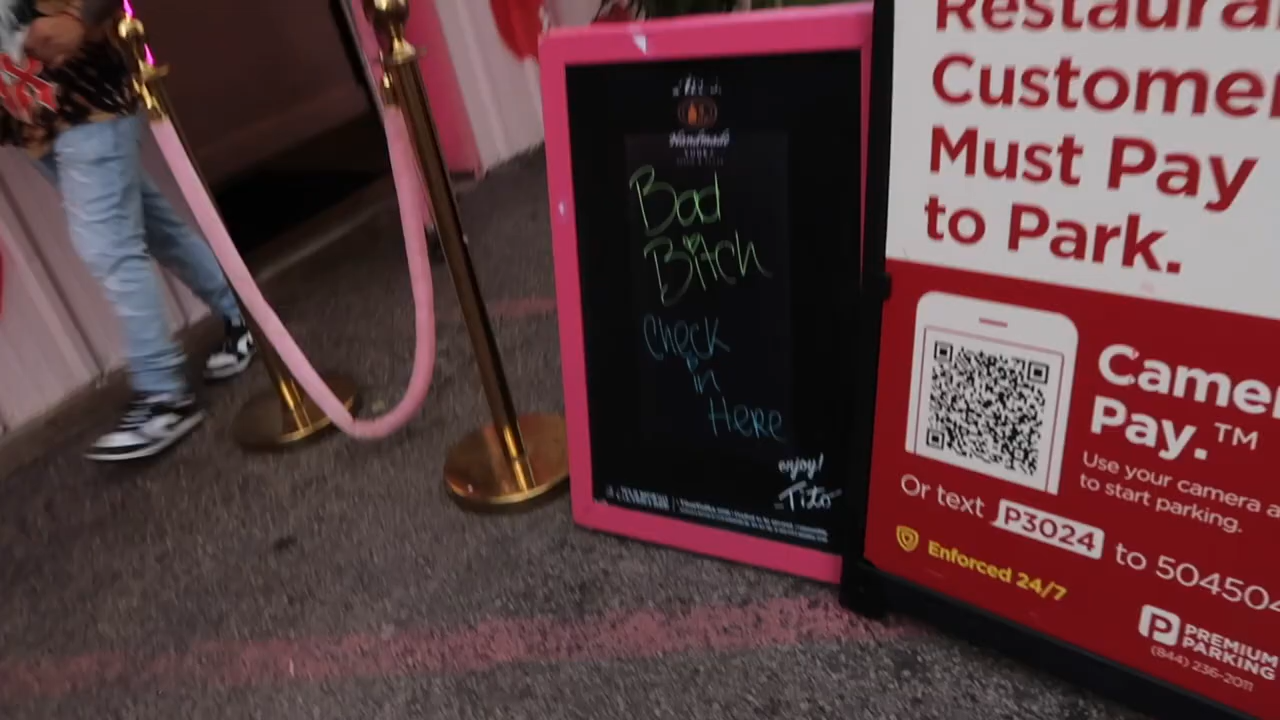 Handmade
Bad
Bitch
Check
in
Here
enjoy!
Tito
Restaura
Custome
Must Pay
to Park.
Camer
Pay.™
Use your camera a
to start parking.
Or text P3024 to 504504
Enforced 24/7
P PREMIUM
PARKING
(844) 236-2011